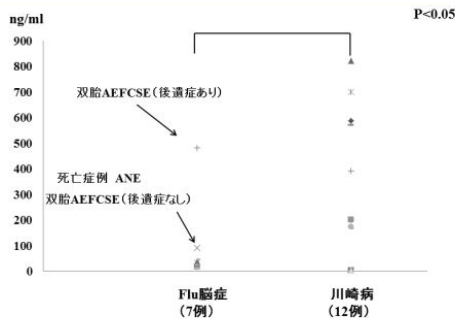 P<0.05
ng/ml
900
800
700
600
500
400
300
200
100
0
双胎AEFCSE（後遺症あり）
死亡症例 ANE
双胎AEFCSE（後遺症なし）
Flu脳症
（7例）
川崎病
（12例）